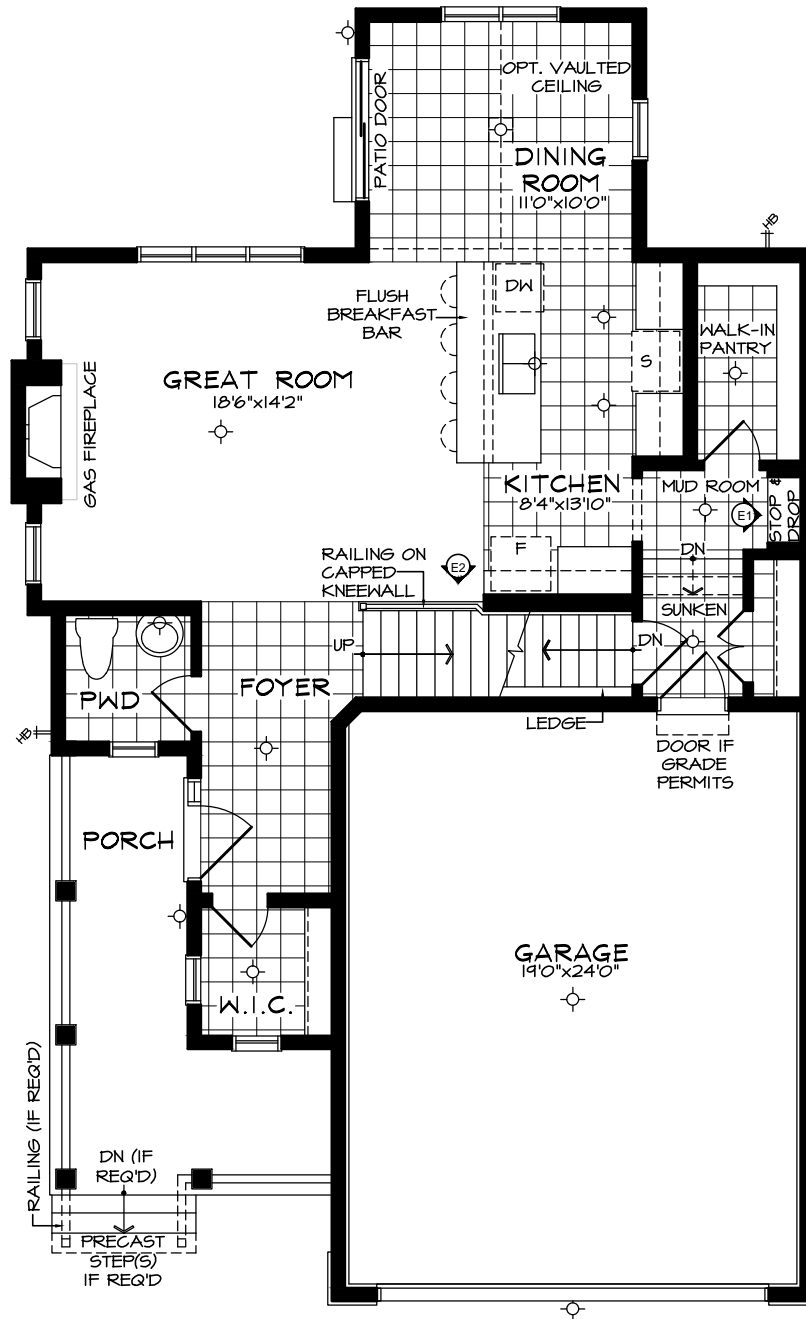 OPT. VAULTED
CEILING
PATIO DOOR
DINING
ROOM
11'0"x10'0"
HB
FLUSH
BREAKFAST
BAR
DW
WALK-IN
PANTRY
S
GREAT ROOM
18'6"x14'2"
GAS FIREPLACE
KITCHEN
8'4"x13'10"
MUD ROOM
E1
STOP &
DROP
F
DN
RAILING ON
CAPPED
KNEEWALL
E2
SUNKEN
UP
DN
FOYER
PWD
LEDGE
HB
DOOR IF
GRADE
PERMITS
PORCH
GARAGE
19'0"x24'0"
W.I.C.
RAILING (IF REQ'D)
DN (IF
REQ'D)
PRECAST
STEP(S)
IF REQ'D